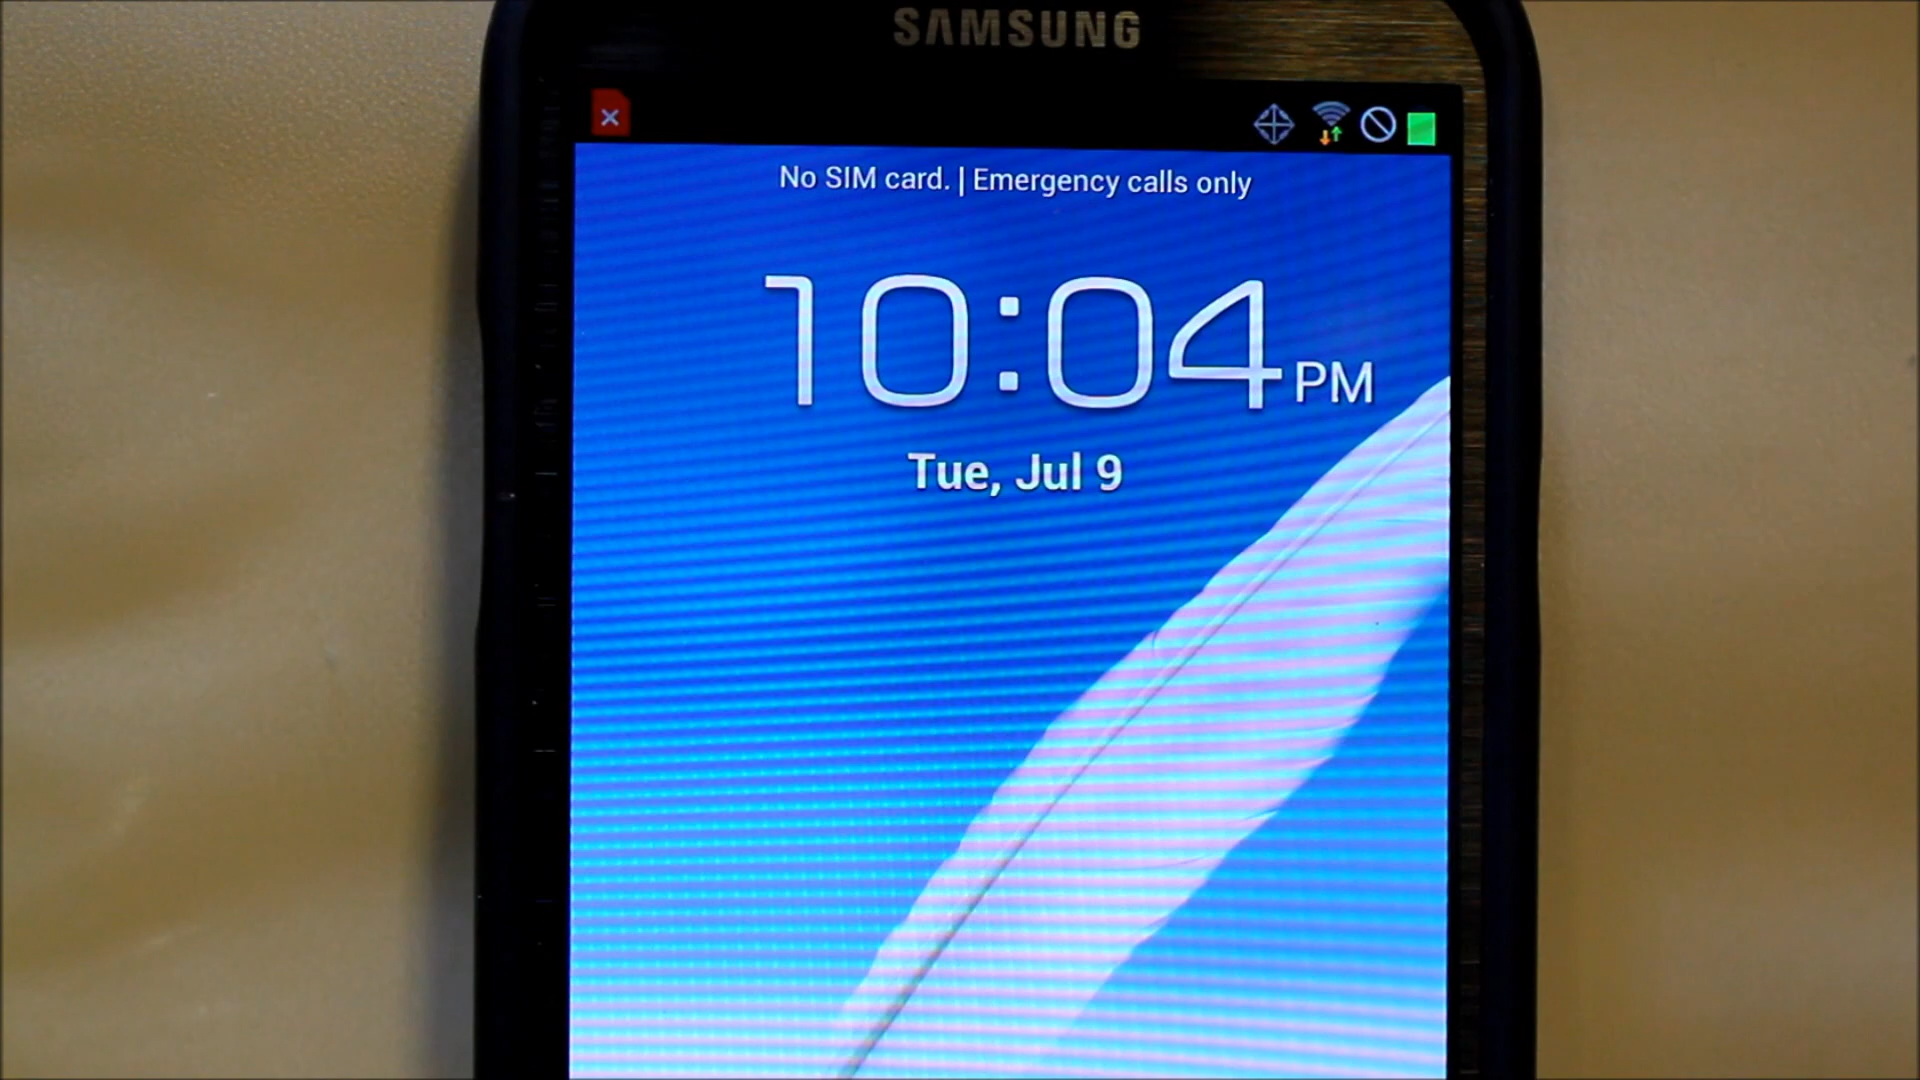 SAMSUNG
No SIM card. | Emergency calls only
10:04 PM
Tue, Jul 9